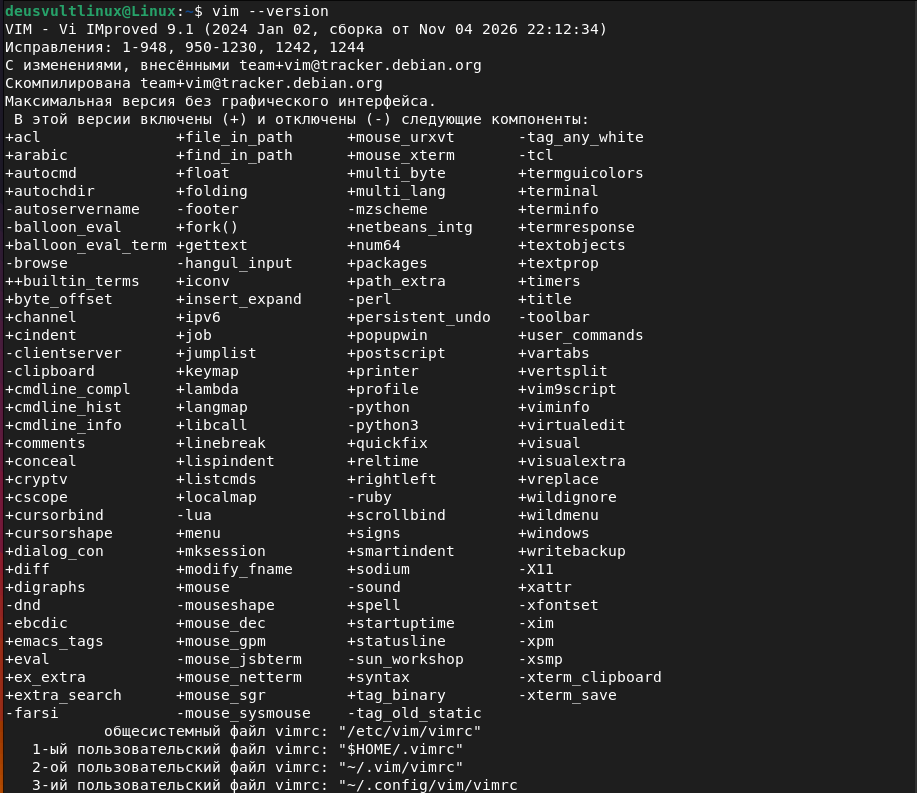 deusvultlinux@Linux:~$ vim --version
VIM - Vi IMproved 9.1 (2024 Jan 02, сборка от Nov 04 2026 22:12:34)
Исправления: 1-948, 950-1230, 1242, 1244
С изменениями, внесёнными team+vim@tracker.debian.org
Скомпилирована team+vim@tracker.debian.org
Максимальная версия без графического интерфейса.
 В этой версии включены (+) и отключены (-) следующие компоненты:
+acl +file_in_path +mouse_urxvt -tag_any_white
+arabic +find_in_path +mouse_xterm -tcl
+autocmd +float +multi_byte +termguicolors
+autochdir +folding +multi_lang +terminal
-autoservername -footer -mzscheme +terminfo
-balloon_eval +fork() +netbeans_intg +termresponse
+balloon_eval_term +gettext +num64 +textobjects
-browse -hangul_input +packages +textprop
++builtin_terms +iconv +path_extra +timers
+byte_offset +insert_expand -perl +title
+channel +ipv6 +persistent_undo -toolbar
+cindent +job +popupwin +user_commands
-clientserver +jumplist +postscript +vartabs
-clipboard +keymap +printer +vertsplit
+cmdline_compl +lambda +profile +vim9script
+cmdline_hist +langmap -python +viminfo
+cmdline_info +libcall -python3 +virtualedit
+comments +linebreak +quickfix +visual
+conceal +lispindent +reltime +visualextra
+cryptv +listcmds +rightleft +vreplace
+cscope +localmap -ruby +wildignore
+cursorbind -lua +scrollbind +wildmenu
+cursorshape +menu +signs +windows
+dialog_con +mksession +smartindent +writebackup
+diff +modify_fname +sodium -X11
+digraphs +mouse -sound +xattr
-dnd -mouseshape +spell -xfontset
-ebcdic +mouse_dec +startuptime -xim
+emacs_tags +mouse_gpm +statusline -xpm
+eval -mouse_jsbterm -sun_workshop -xsmp
+ex_extra +mouse_netterm +syntax -xterm_clipboard
+extra_search +mouse_sgr +tag_binary -xterm_save
-farsi -mouse_sysmouse -tag_old_static
общесистемный файл vimrc: "/etc/vim/vimrc"
1-ый пользовательский файл vimrc: "$HOME/.vimrc"
2-ой пользовательский файл vimrc: "~/.vim/vimrc"
3-ий пользовательский файл vimrc: "~/.config/vim/vimrc